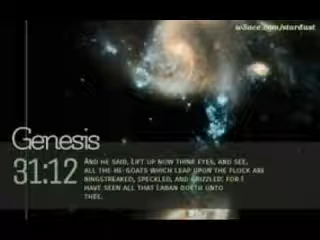 w3ace.com/stardust
Genesis
31:12
And he said, Lift up now thine eyes, and see,
all the he-goats which leap upon the flock are
ringstreaked, speckled, and grizzled: for I
have seen all that Laban doeth unto
thee.